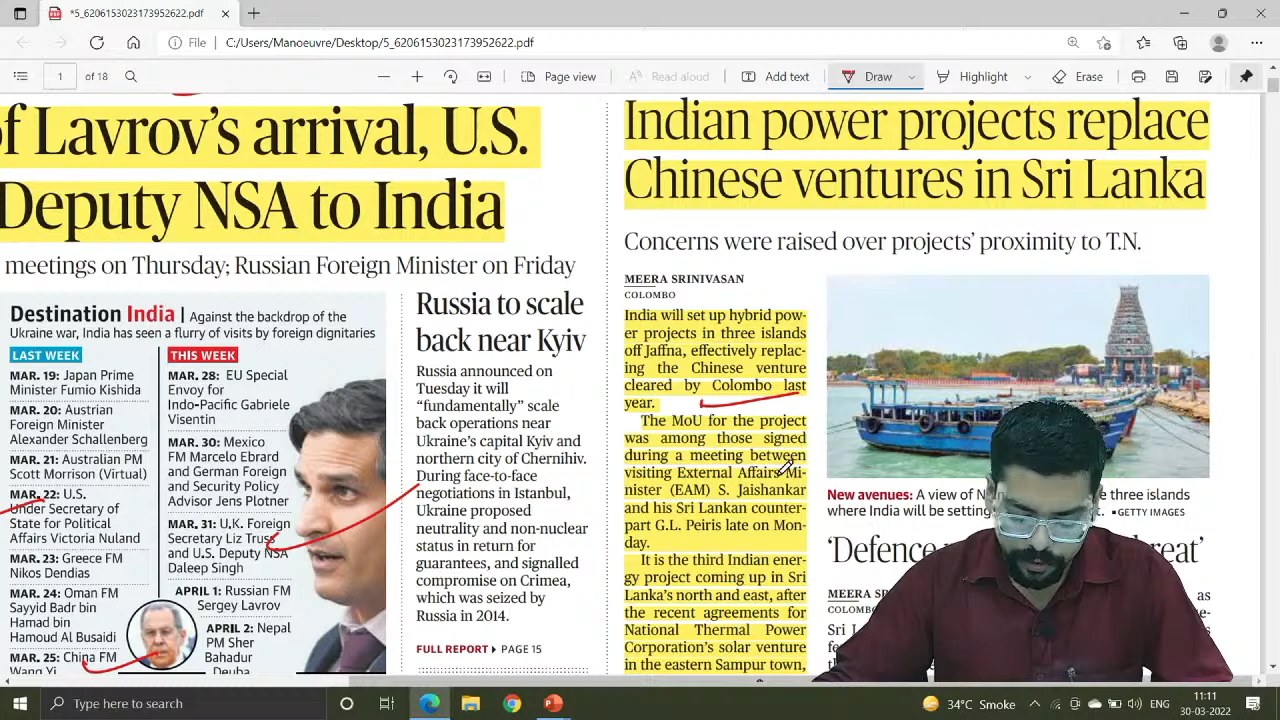 *5_6206153023173952622.pdf
File C:/Users/Manoeuvre/Desktop/5_6206153023173952622.pdf
1 of 18
Page view
Read aloud
Add text
Draw
Highlight
Erase
of Lavrov's arrival, U.S.
Deputy NSA to India
meetings on Thursday; Russian Foreign Minister on Friday
Destination India | Against the backdrop of the
Ukraine war, India has seen a flurry of visits by foreign dignitaries
LAST WEEK
MAR. 19: Japan Prime
Minister Fumio Kishida
MAR. 20: Austrian
Foreign Minister
Alexander Schallenberg
MAR. 21: Australian PM
Scott Morrison (Virtual)
MAR. 22: U.S.
Under Secretary of
State for Political
Affairs Victoria Nuland
MAR. 23: Greece FM
Nikos Dendias
MAR. 24: Oman FM
Sayyid Badr bin
Hamad bin
Hamoud Al Busaidi
MAR. 25: China FM
Wang Yi
THIS WEEK
MAR. 28: EU Special
Envoy for
Indo-Pacific Gabriele
Visentin
MAR. 30: Mexico
FM Marcelo Ebrard
and German Foreign
and Security Policy
Advisor Jens Plotner
MAR. 31: U.K. Foreign
Secretary Liz Truss
and U.S. Deputy NSA
Daleep Singh
APRIL 1: Russian FM
Sergey Lavrov
APRIL 2: Nepal
PM Sher
Bahadur
Deuba
Russia to scale
back near Kyiv
Russia announced on
Tuesday it will
“fundamentally” scale
back operations near
Ukraine's capital Kyiv and
northern city of Chernihiv.
During face-to-face
negotiations in Istanbul,
Ukraine proposed
neutrality and non-nuclear
status in return for
guarantees, and signalled
compromise on Crimea,
which was seized by
Russia in 2014.
FULL REPORT PAGE 15
Indian power projects replace
Chinese ventures in Sri Lanka
Concerns were raised over projects' proximity to T.N.
MEERA SRINIVASAN
COLOMBO
India will set up hybrid pow-
er projects in three islands
off Jaffna, effectively replac-
ing the Chinese venture
cleared by Colombo last
year.
The MoU for the project
was among those signed
during a meeting between
visiting External Affairs Mi-
nister (EAM) S. Jaishankar
and his Sri Lankan counter-
part G.L. Peiris late on Mon-
day.
It is the third Indian ener-
gy project coming up in Sri
Lanka's north and east, after
the recent agreements for
National Thermal Power
Corporation's solar venture
in the eastern Sampur town,
New avenues: A view of three islands
where India will be setting GETTY IMAGES
‘Defence
MEERA
COLOMBO
as
Type here to search
34°C Smoke
ENG
11:11
30-03-2022